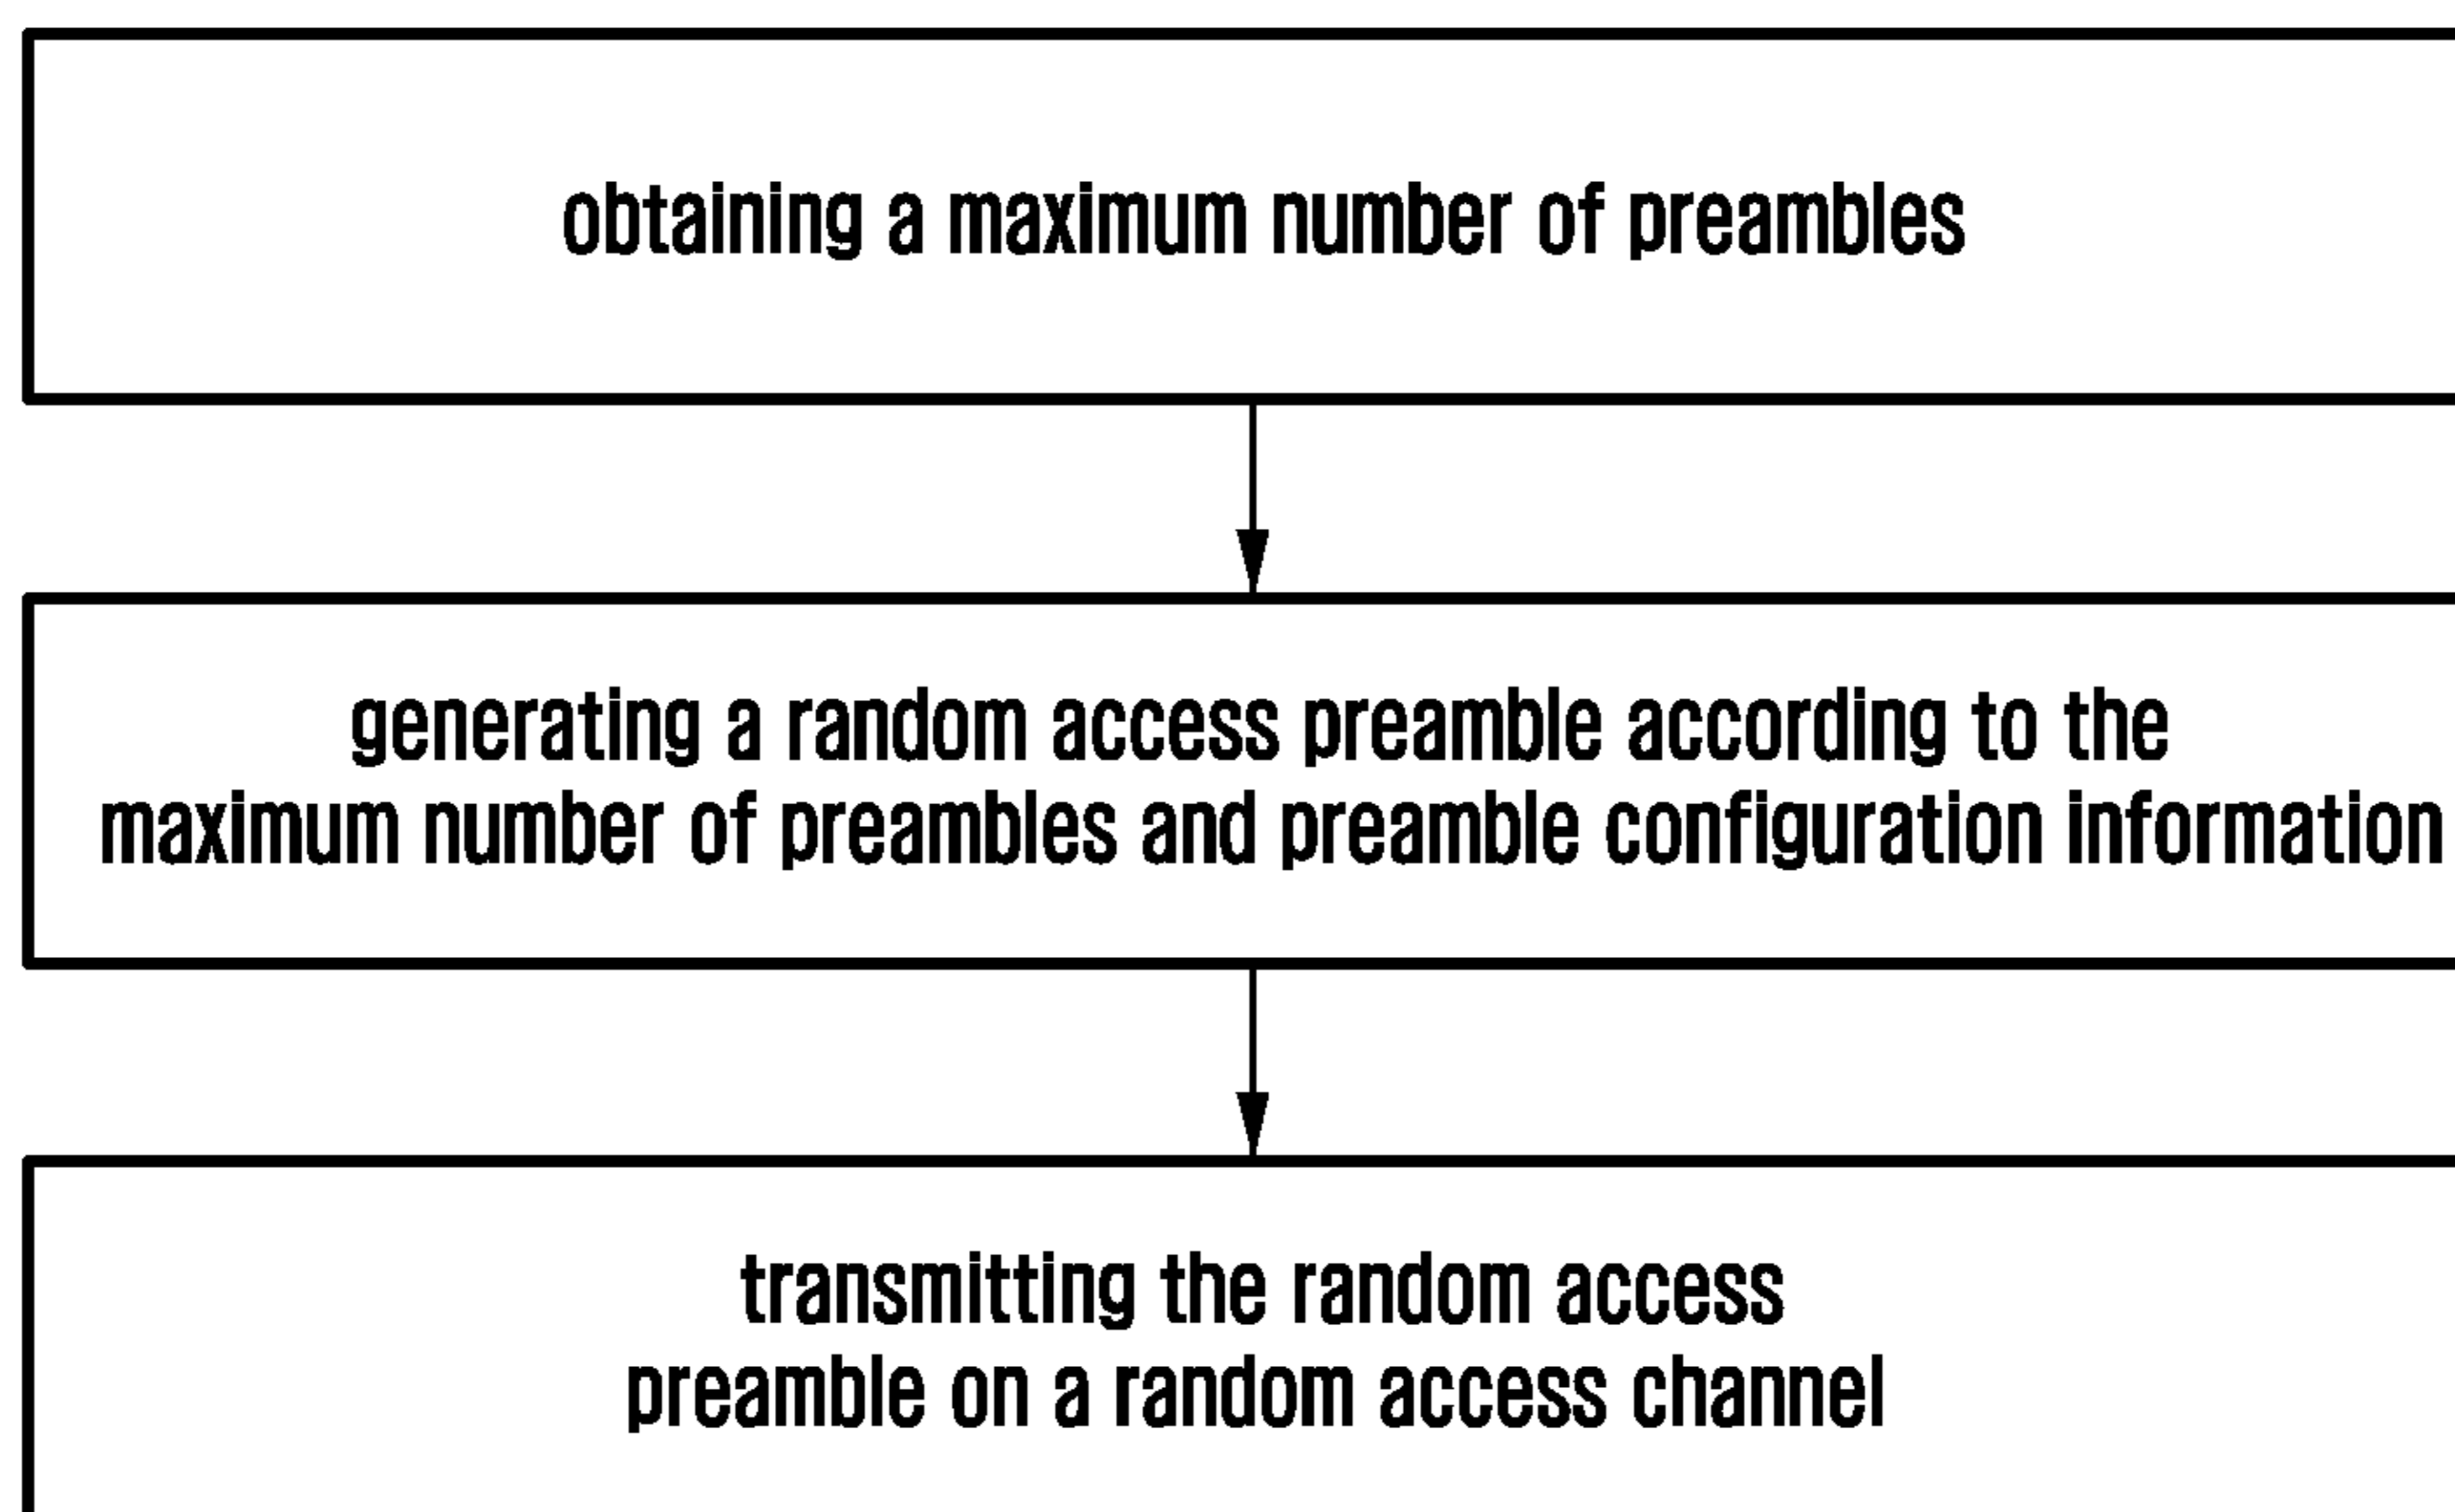 obtaining a maximum number of preambles
generating a random access preamble according to the
maximum number of preambles and preamble configuration information
transmitting the random access
preamble on a random access channel